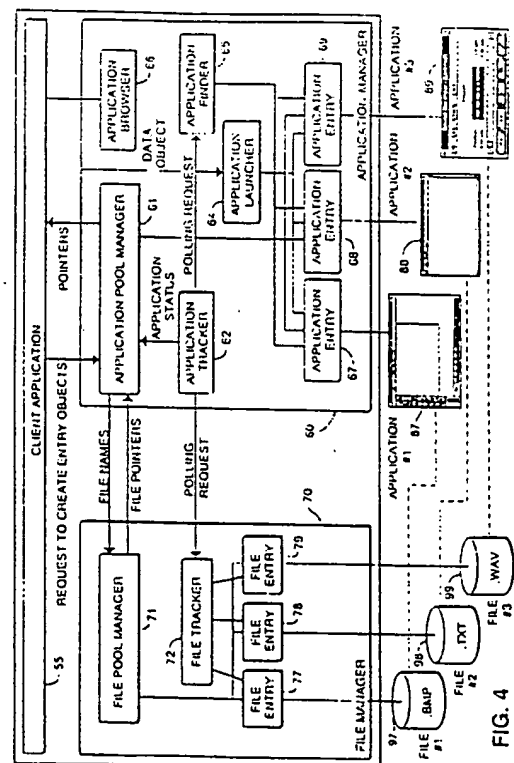 CLIENT APPLICATION
55
REQUEST TO CREATE ENTRY OBJECTS
POINTERS
FILE NAMES
FILE POINTERS
APPLICATION POOL MANAGER
61
APPLICATION
BROWSER
66
DATA
OBJECT
APPLICATION
STATUS
APPLICATION
TRACKER
62
POLLING REQUEST
APPLICATION
FINDER
65
64
APPLICATION
LAUNCHER
POLLING
REQUEST
60
67
APPLICATION
ENTRY
68
APPLICATION
ENTRY
69
APPLICATION
ENTRY
APPLICATION MANAGER
70
FILE POOL MANAGER
71
72
FILE TRACKER
FILE
ENTRY
77
FILE
ENTRY
78
FILE
ENTRY
79
FILE MANAGER
APPLICATION
#1
87
APPLICATION
#2
88
APPLICATION
#3
89
97
.BMP
FILE
#1
98
.TXT
FILE
#2
99
.WAV
FILE
#3
FIG. 4